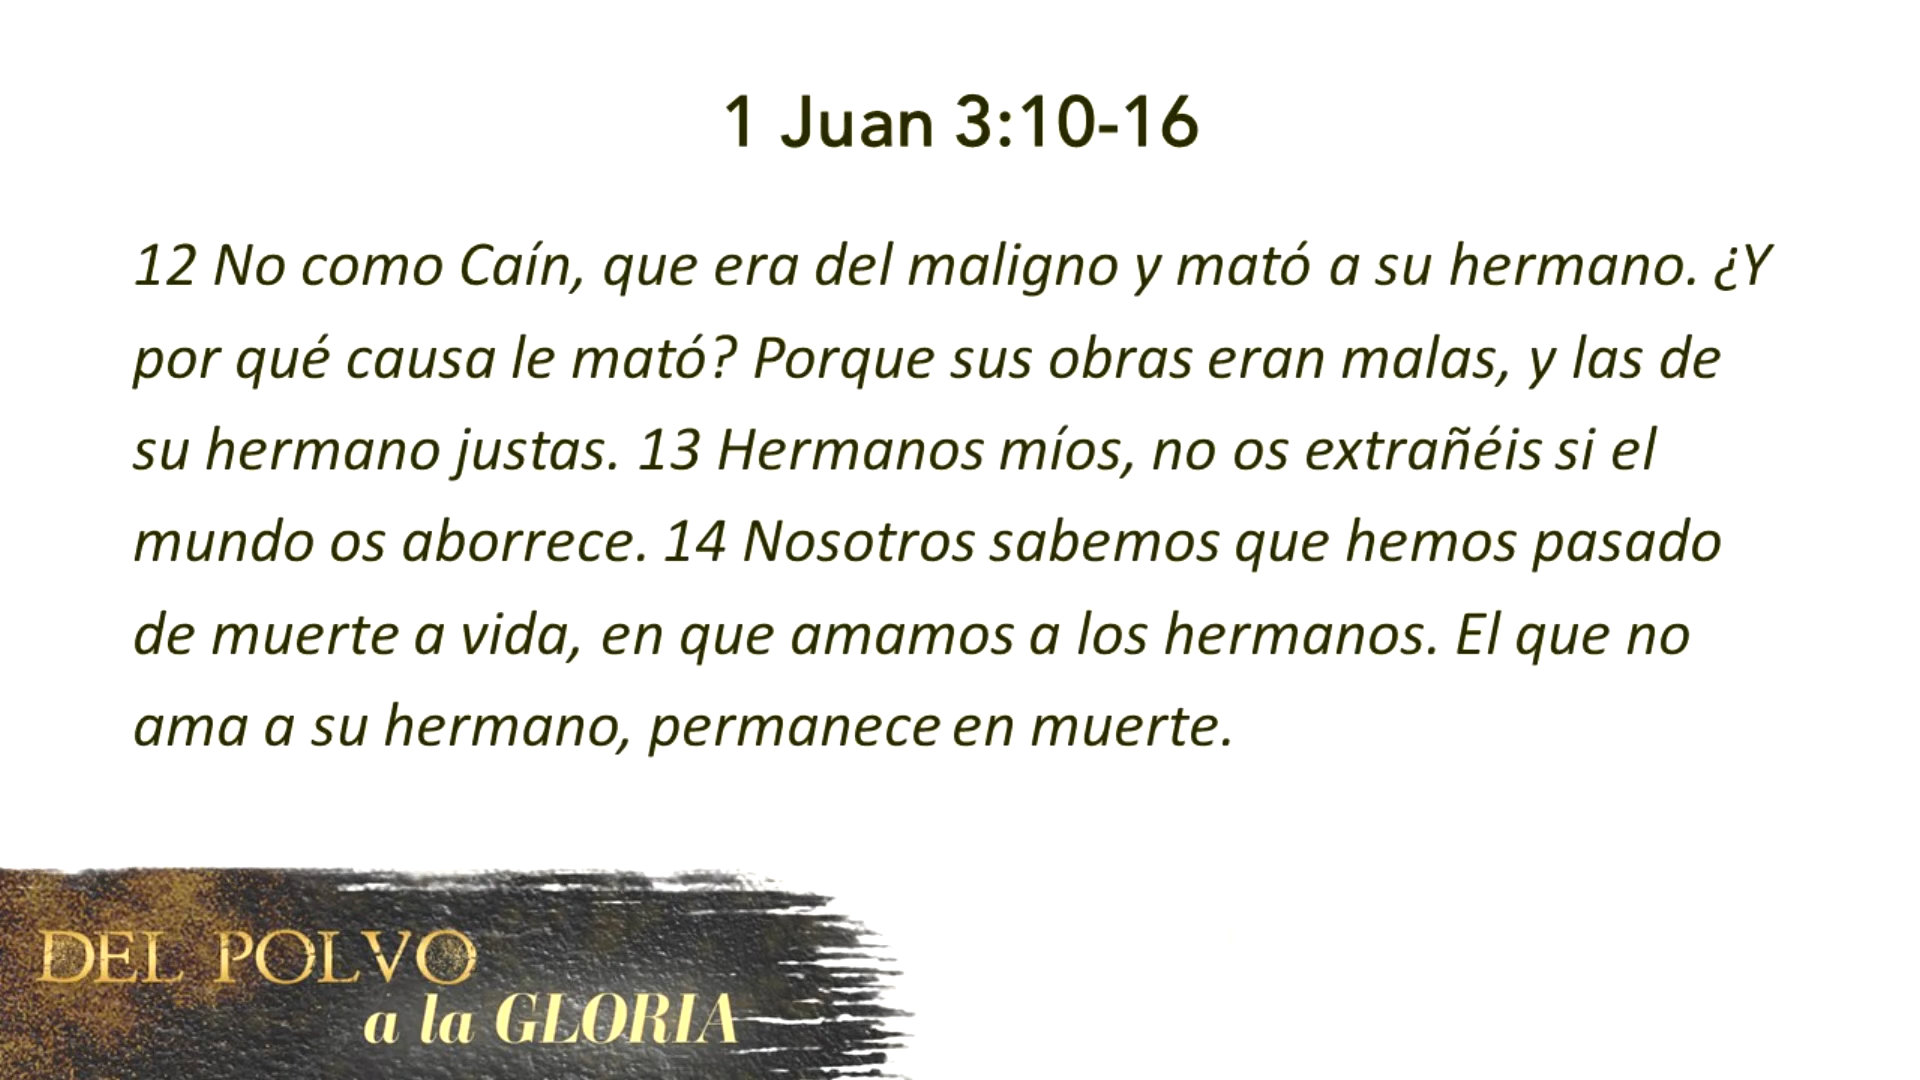 1 Juan 3:10-16
12 No como Caín, que era del maligno y mató a su hermano. ¿Y
por qué causa le mató? Porque sus obras eran malas, y las de
su hermano justas. 13 Hermanos míos, no os extrañéis si el
mundo os aborrece. 14 Nosotros sabemos que hemos pasado
de muerte a vida, en que amamos a los hermanos. El que no
ama a su hermano, permanece en muerte.
DEL POLVO
a la GLORIA